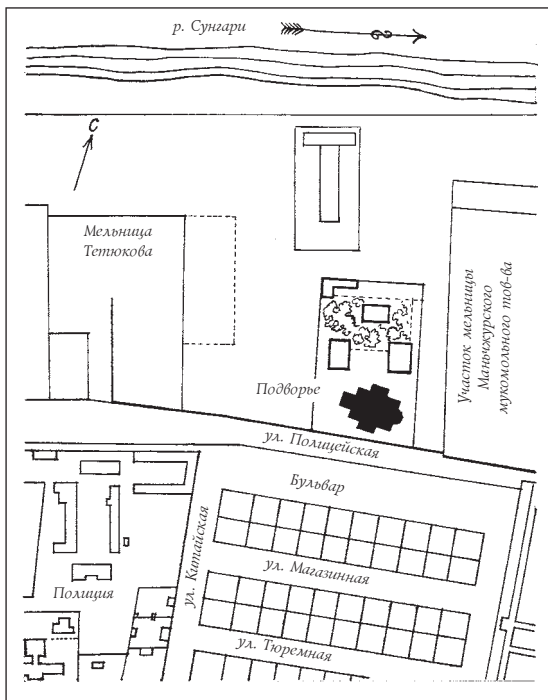 р. Сунгари
С
Мельница
Тетюкова
Участок мельницы
Маньчжурского
мукомольного тов-ва
Подворье
ул. Полицейская
Бульвар
ул. Китайская
ул. Магазинная
Полиция
ул. Тюремная